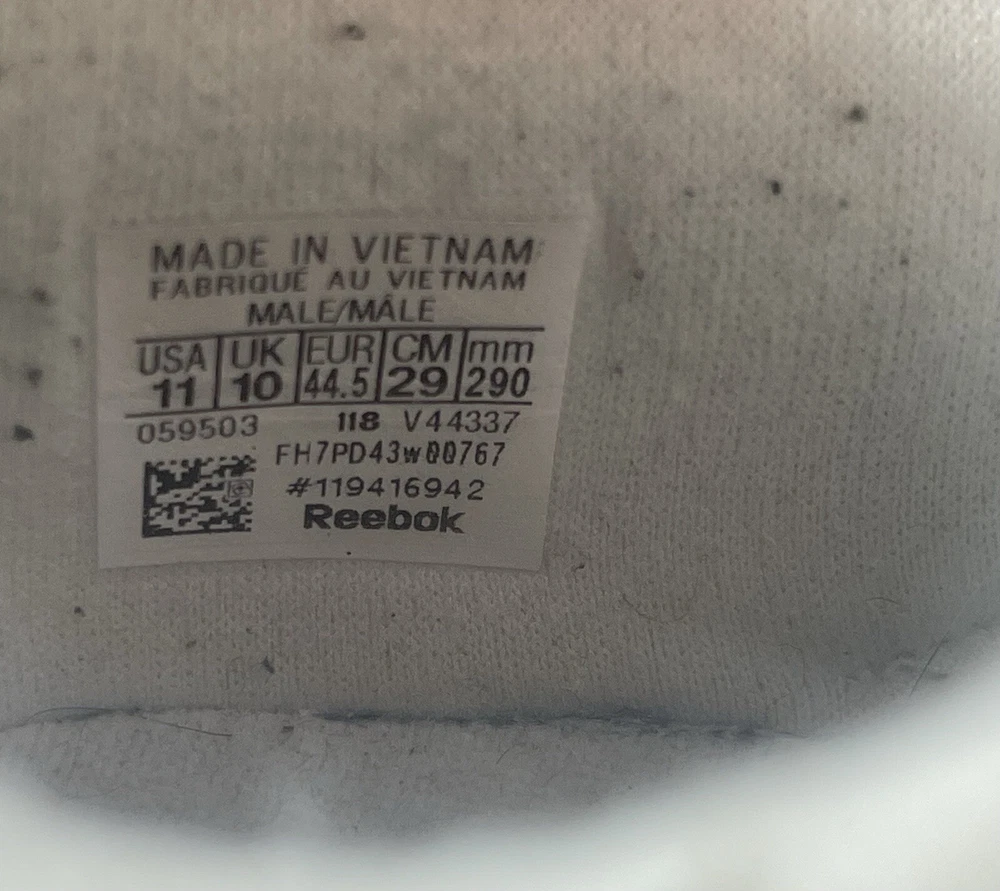 MADE IN VIETNAM
FABRIQUÉ AU VIETNAM
MALE/MÂLE
USA UK EUR CM mm
11 10 44.5 29 290
059503 118 V44337
FH7PD43w00767
#119416942
Reebok